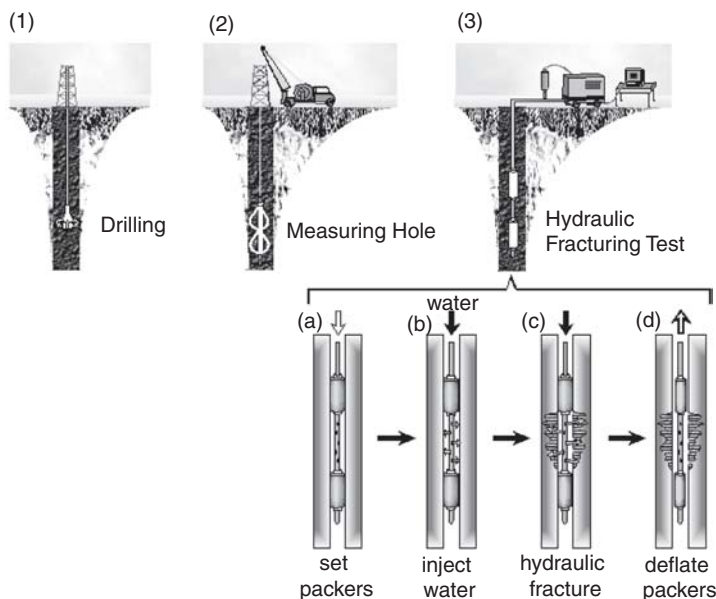 (1)
(2)
(3)
Drilling
Measuring Hole
Hydraulic
Fracturing Test
water
(a)
(b)
(c)
(d)
set
packers
inject
water
hydraulic
fracture
deflate
packers